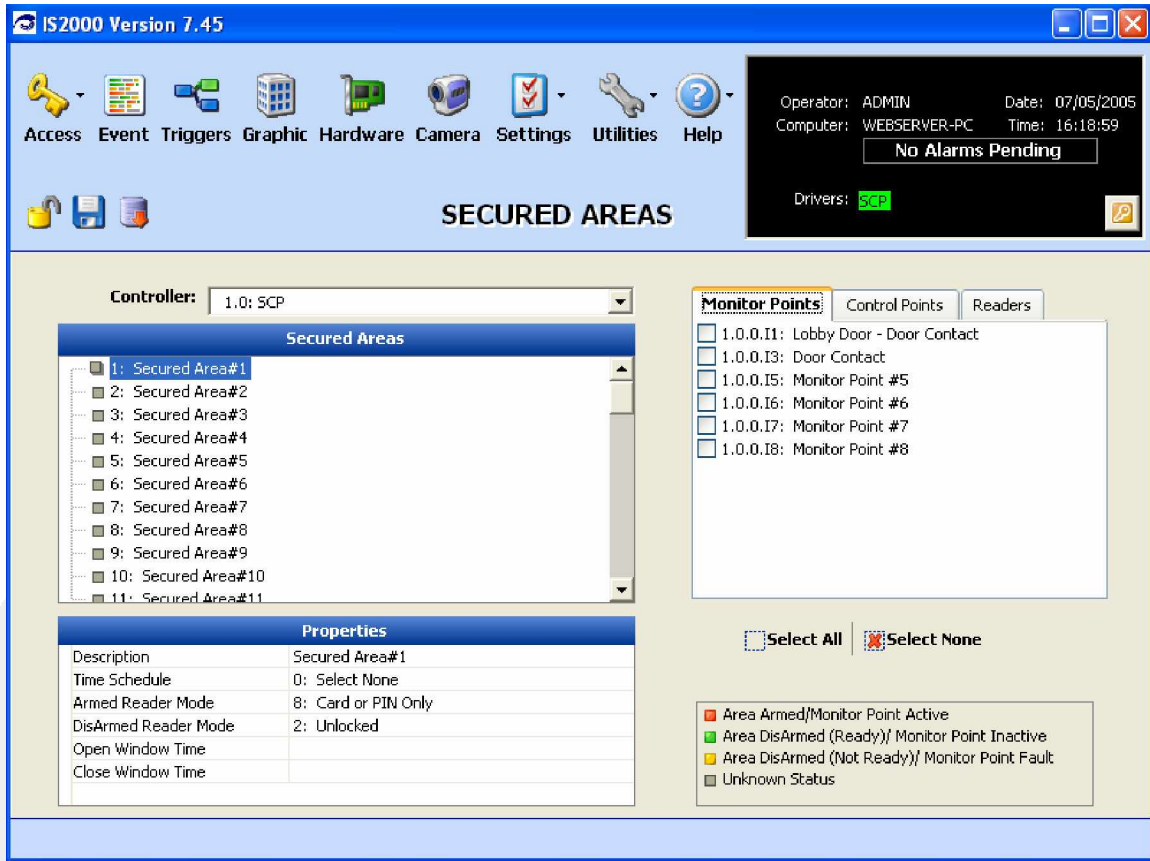 IS2000 Version 7.45
Access Event Triggers Graphic Hardware Camera Settings Utilities Help
Operator: ADMIN Date: 07/05/2005
Computer: WEBSERVER-PC Time: 16:18:59
No Alarms Pending
Drivers: SCP
SECURED AREAS
Controller: 1.0: SCP
Secured Areas
1: Secured Area#1
2: Secured Area#2
3: Secured Area#3
4: Secured Area#4
5: Secured Area#5
6: Secured Area#6
7: Secured Area#7
8: Secured Area#8
9: Secured Area#9
10: Secured Area#10
11: Secured Area#11
Properties
Description Secured Area#1
Time Schedule 0: Select None
Armed Reader Mode 8: Card or PIN Only
DisArmed Reader Mode 2: Unlocked
Open Window Time
Close Window Time
Monitor Points Control Points Readers
1.0.0.I1: Lobby Door - Door Contact
1.0.0.I3: Door Contact
1.0.0.I5: Monitor Point #5
1.0.0.I6: Monitor Point #6
1.0.0.I7: Monitor Point #7
1.0.0.I8: Monitor Point #8
Select All Select None
Area Armed/Monitor Point Active
Area DisArmed (Ready)/ Monitor Point Inactive
Area DisArmed (Not Ready)/ Monitor Point Fault
Unknown Status